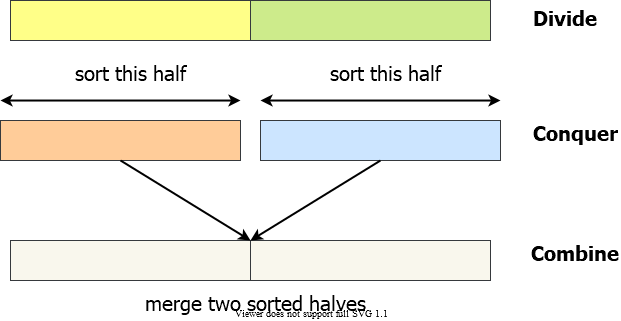 Divide
sort this half
sort this half
Conquer
Combine
merge two sorted halves
Viewer does not support full SVG 1.1